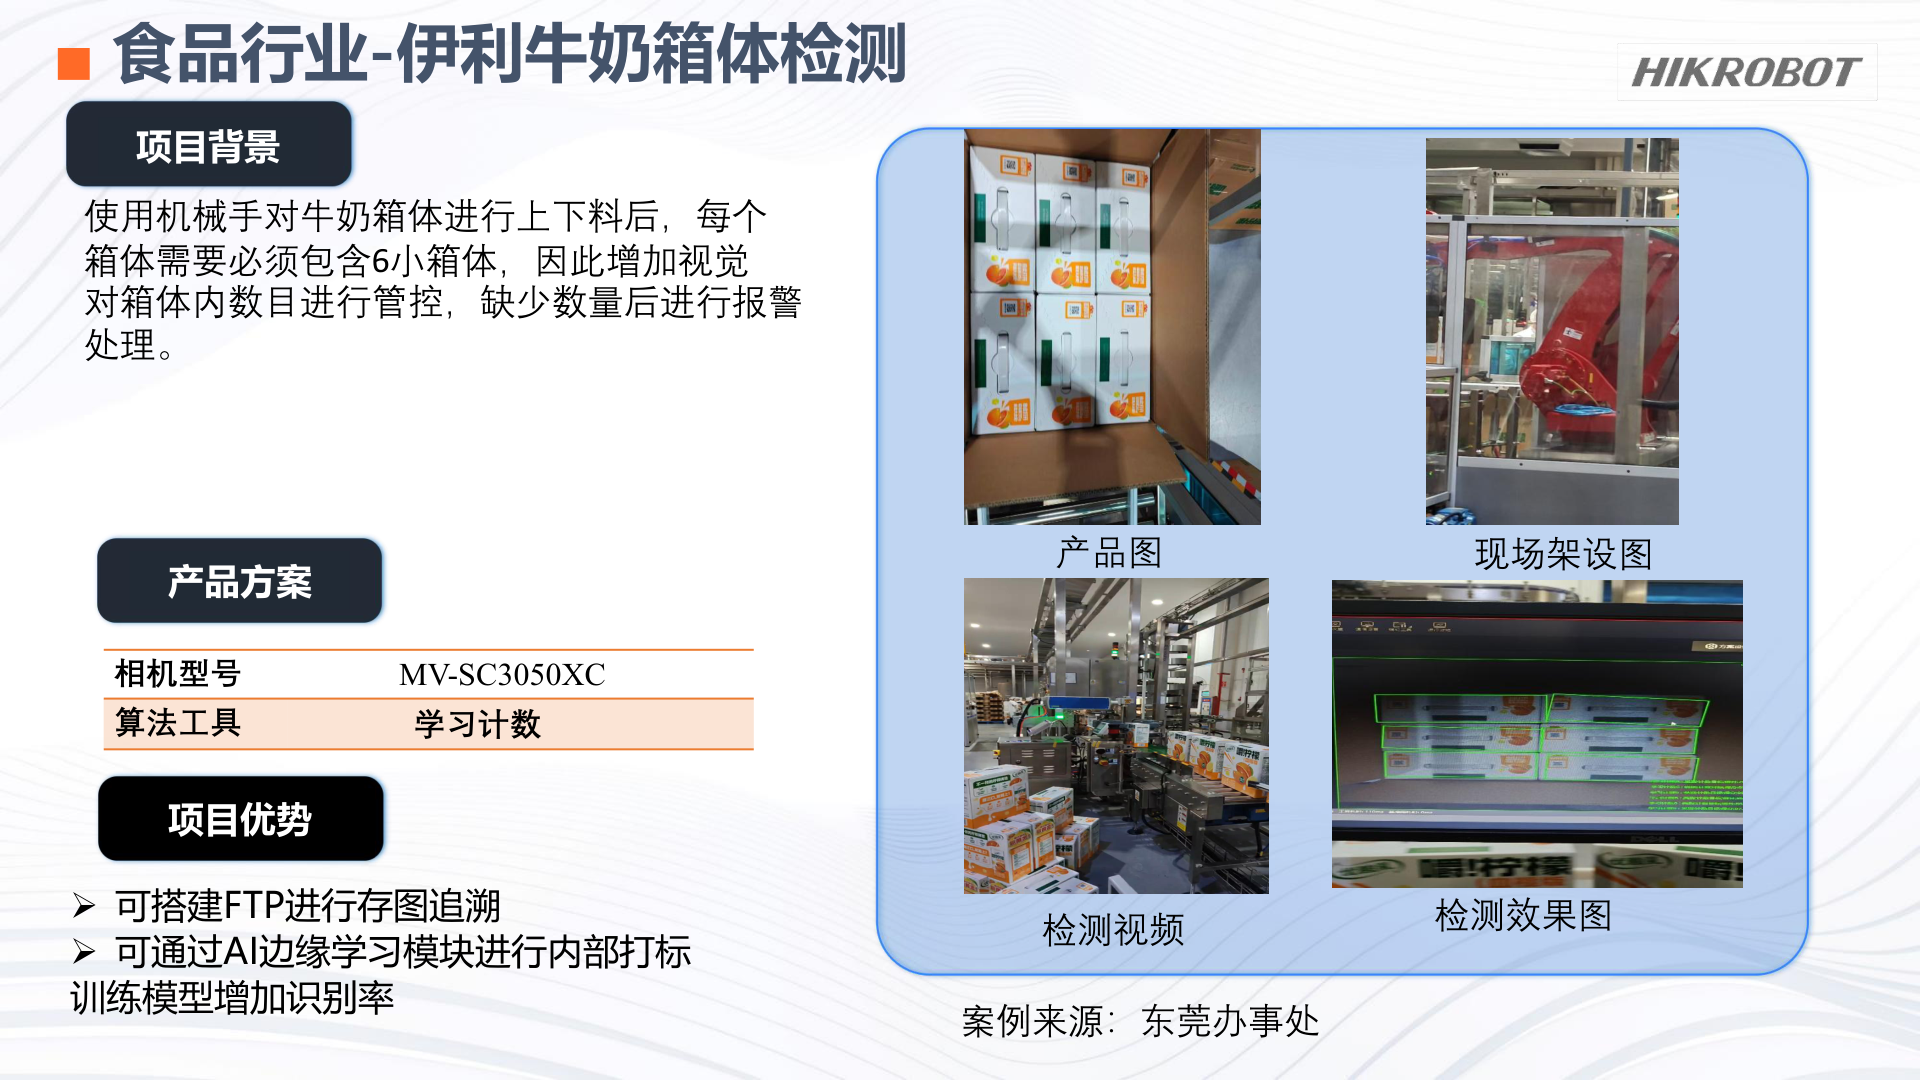 食品行业-伊利牛奶箱体检测
HIKROBOT
项目背景
使用机械手对牛奶箱体进行上下料后，每个
箱体需要必须包含6小箱体，因此增加视觉
对箱体内数目进行管控，缺少数量后进行报警
处理。
产品方案
相机型号 MV-SC3050XC
算法工具 学习计数
项目优势
➢ 可搭建FTP进行存图追溯
➢ 可通过AI边缘学习模块进行内部打标
训练模型增加识别率
产品图
现场架设图
嚼!柠檬
嚼!
检测视频
检测效果图
案例来源：东莞办事处